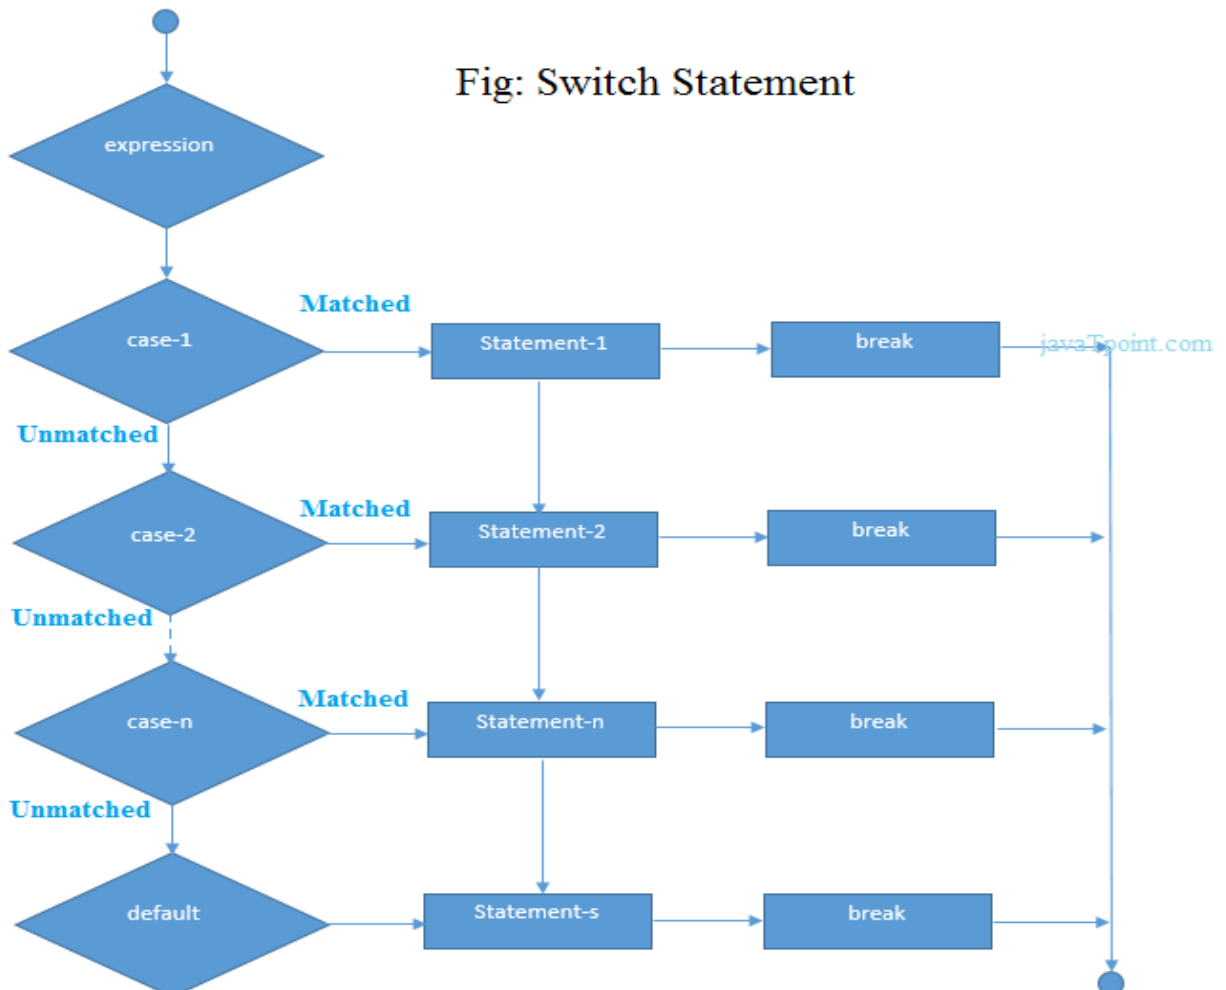 Fig: Switch Statement
expression
Matched
case-1
Statement-1
break
javaTpoint.com
Unmatched
Matched
case-2
Statement-2
break
Unmatched
Matched
case-n
Statement-n
break
Unmatched
default
Statement-s
break